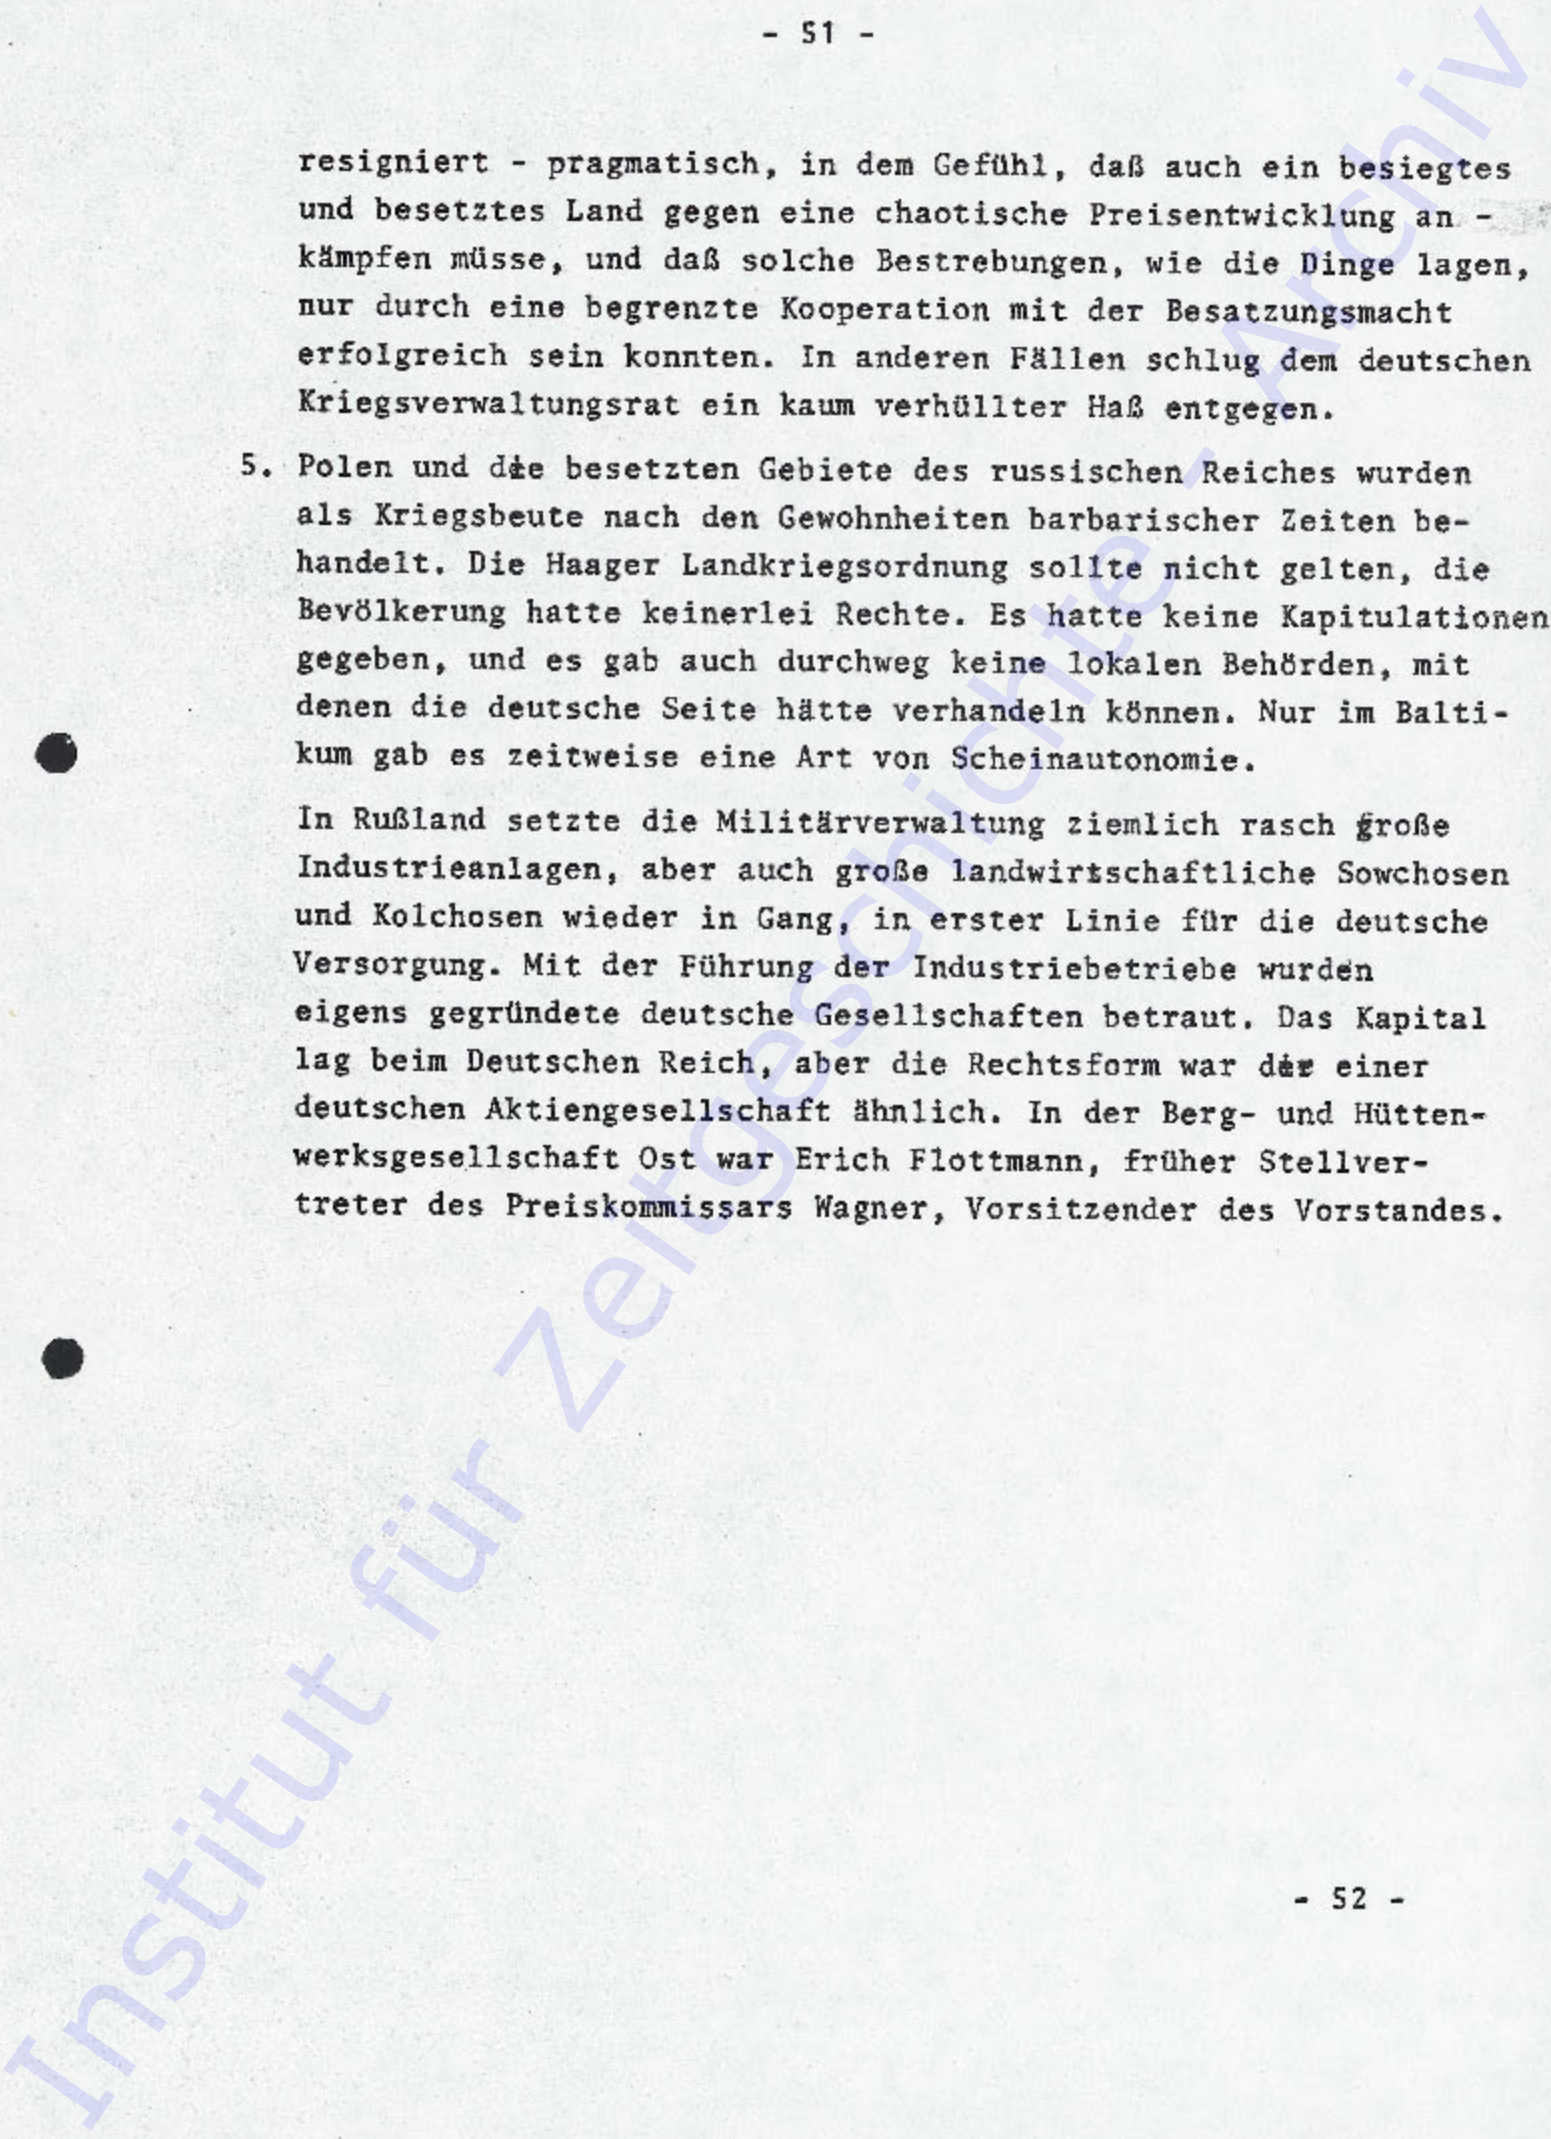 - 51 -
resigniert - pragmatisch, in dem Gefühl, daß auch ein besiegtes
und besetztes Land gegen eine chaotische Preisentwicklung an -
kämpfen müsse, und daß solche Bestrebungen, wie die Dinge lagen,
nur durch eine begrenzte Kooperation mit der Besatzungsmacht
erfolgreich sein konnten. In anderen Fällen schlug dem deutschen
Kriegsverwaltungsrat ein kaum verhüllter Haß entgegen.
5. Polen und die besetzten Gebiete des russischen Reiches wurden
als Kriegsbeute nach den Gewohnheiten barbarischer Zeiten be-
handelt. Die Haager Landkriegsordnung sollte nicht gelten, die
Bevölkerung hatte keinerlei Rechte. Es hatte keine Kapitulationen
gegeben, und es gab auch durchweg keine lokalen Behörden, mit
denen die deutsche Seite hätte verhandeln können. Nur im Balti-
kum gab es zeitweise eine Art von Scheinautonomie.
In Rußland setzte die Militärverwaltung ziemlich rasch große
Industrieanlagen, aber auch große landwirtschaftliche Sowchosen
und Kolchosen wieder in Gang, in erster Linie für die deutsche
Versorgung. Mit der Führung der Industriebetriebe wurden
eigens gegründete deutsche Gesellschaften betraut. Das Kapital
lag beim Deutschen Reich, aber die Rechtsform war der einer
deutschen Aktiengesellschaft ähnlich. In der Berg- und Hütten-
werksgesellschaft Ost war Erich Flottmann, früher Stellver-
treter des Preiskommissars Wagner, Vorsitzender des Vorstandes.
- 52 -
Institut für Zeitgeschichte - Archiv